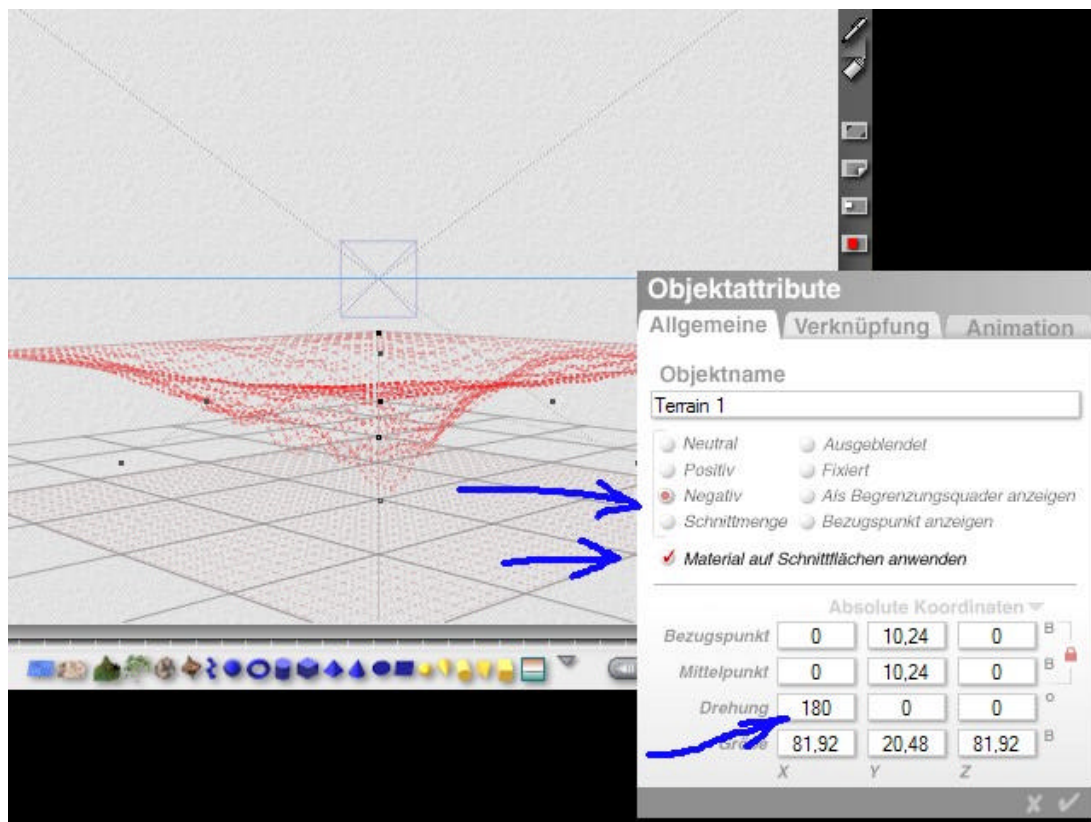 Objektattribute
Allgemeine Verknüpfung Animation
Objektname
Terrain 1
Neutral Ausgeblendet
Positiv Fixiert
Negativ Als Begrenzungsquader anzeigen
Schnittmenge Bezugspunkt anzeigen
Material auf Schnittflächen anwenden
Absolute Koordinaten
Bezugspunkt 0 10,24 0 B
Mittelpunkt 0 10,24 0 B
Drehung 180 0 0 °
Größe 81,92 20,48 81,92 B
X Y Z